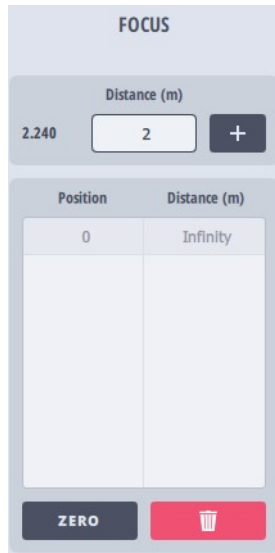 FOCUS
Distance (m)
2.240 2 +
Position Distance (m)
0 Infinity
ZERO